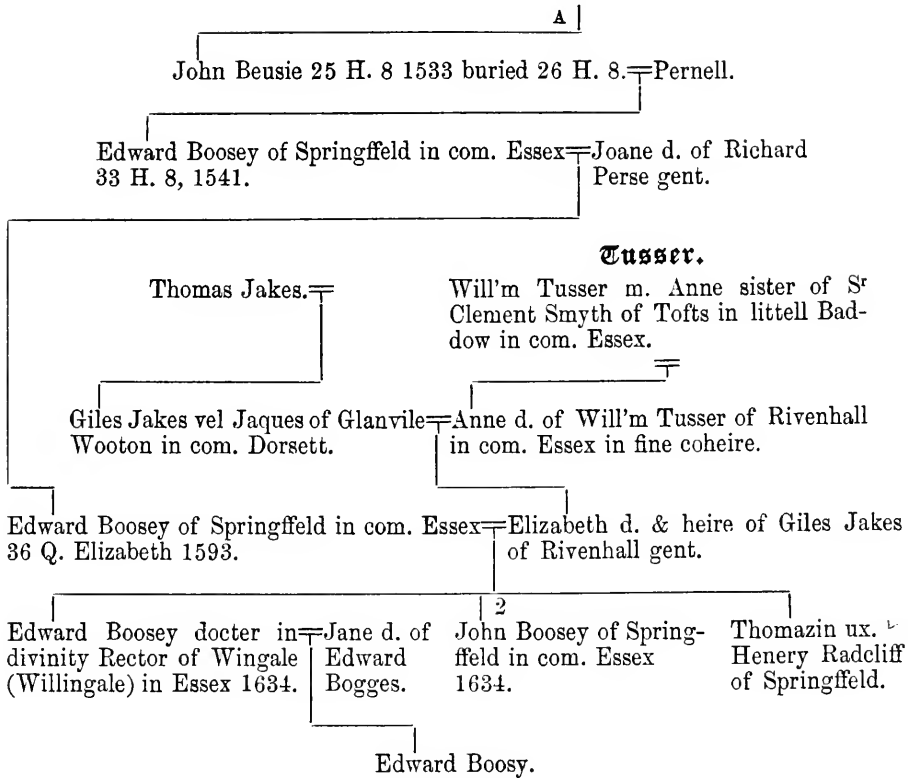 A
John Beusie 25 H. 8 1533 buried 26 H. 8.=Pernell.
Edward Boosey of Springffeld in com. Essex=Joane d. of Richard
33 H. 8, 1541. Perse gent.
Tusser.
Thomas Jakes.=
Will'm Tusser m. Anne sister of Sr
Clement Smyth of Tofts in littell Bad-
dow in com. Essex.
=
Giles Jakes vel Jaques of Glanvile=Anne d. of Will'm Tusser of Rivenhall
Wooton in com. Dorsett. in com. Essex in fine coheire.
Edward Boosey of Springffeld in com. Essex=Elizabeth d. & heire of Giles Jakes
36 Q. Elizabeth 1593. of Rivenhall gent.
Edward Boosey docter in=Jane d. of
divinity Rector of Wingale Edward
(Willingale) in Essex 1634. Bogges.
2
John Boosey of Spring-
ffeld in com. Essex
1634.
Thomazin ux.
Henery Radcliff
of Springffeld.
Edward Boosy.